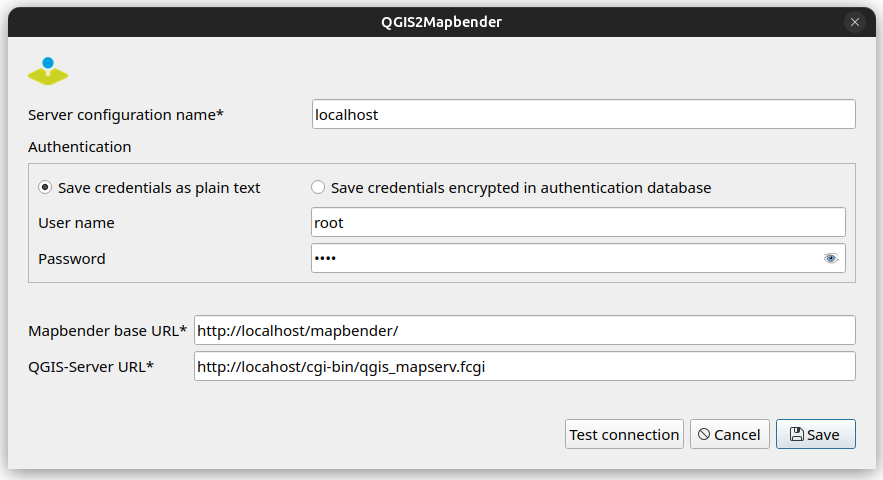 QGIS2Mapbender
Server configuration name* localhost
Authentication
Save credentials as plain text Save credentials encrypted in authentication database
User name root
Password ••••
Mapbender base URL* http://localhost/mapbender/
QGIS-Server URL* http://locahost/cgi-bin/qgis_mapserv.fcgi
Test connection Cancel Save